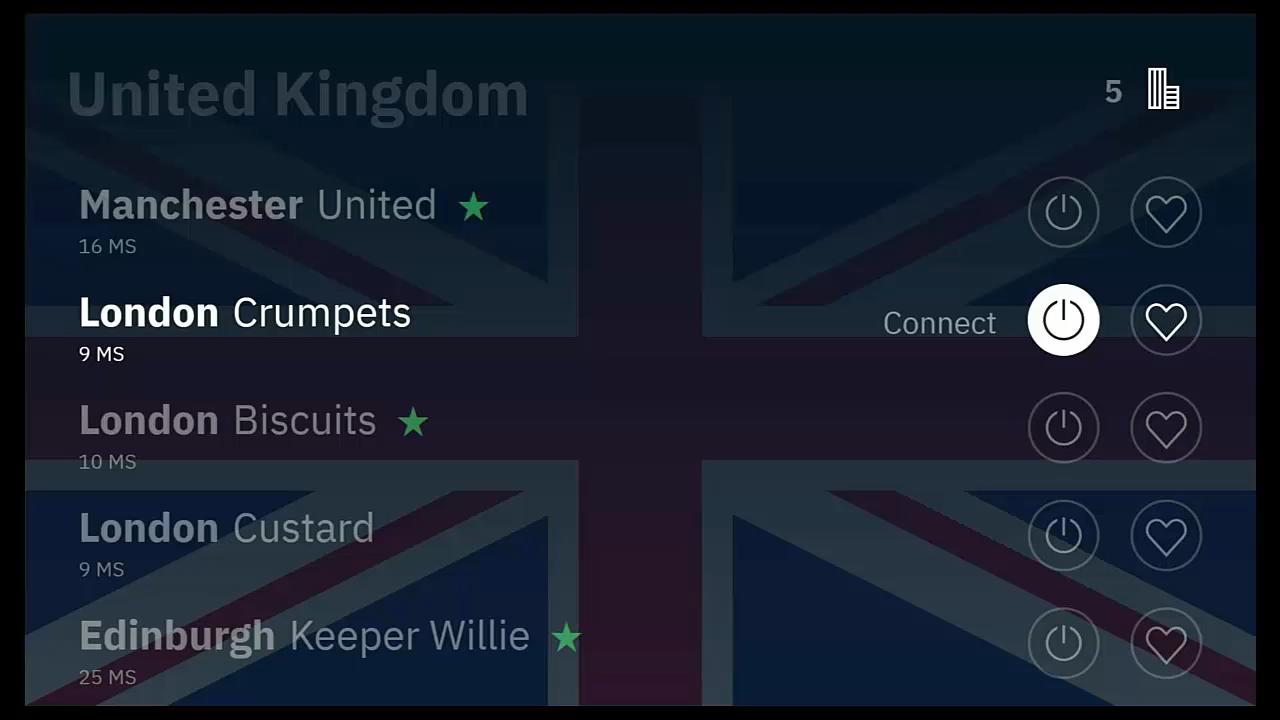 United Kingdom
5
Manchester United
16 MS
London Crumpets
9 MS
Connect
London Biscuits
10 MS
London Custard
9 MS
Edinburgh Keeper Willie
25 MS